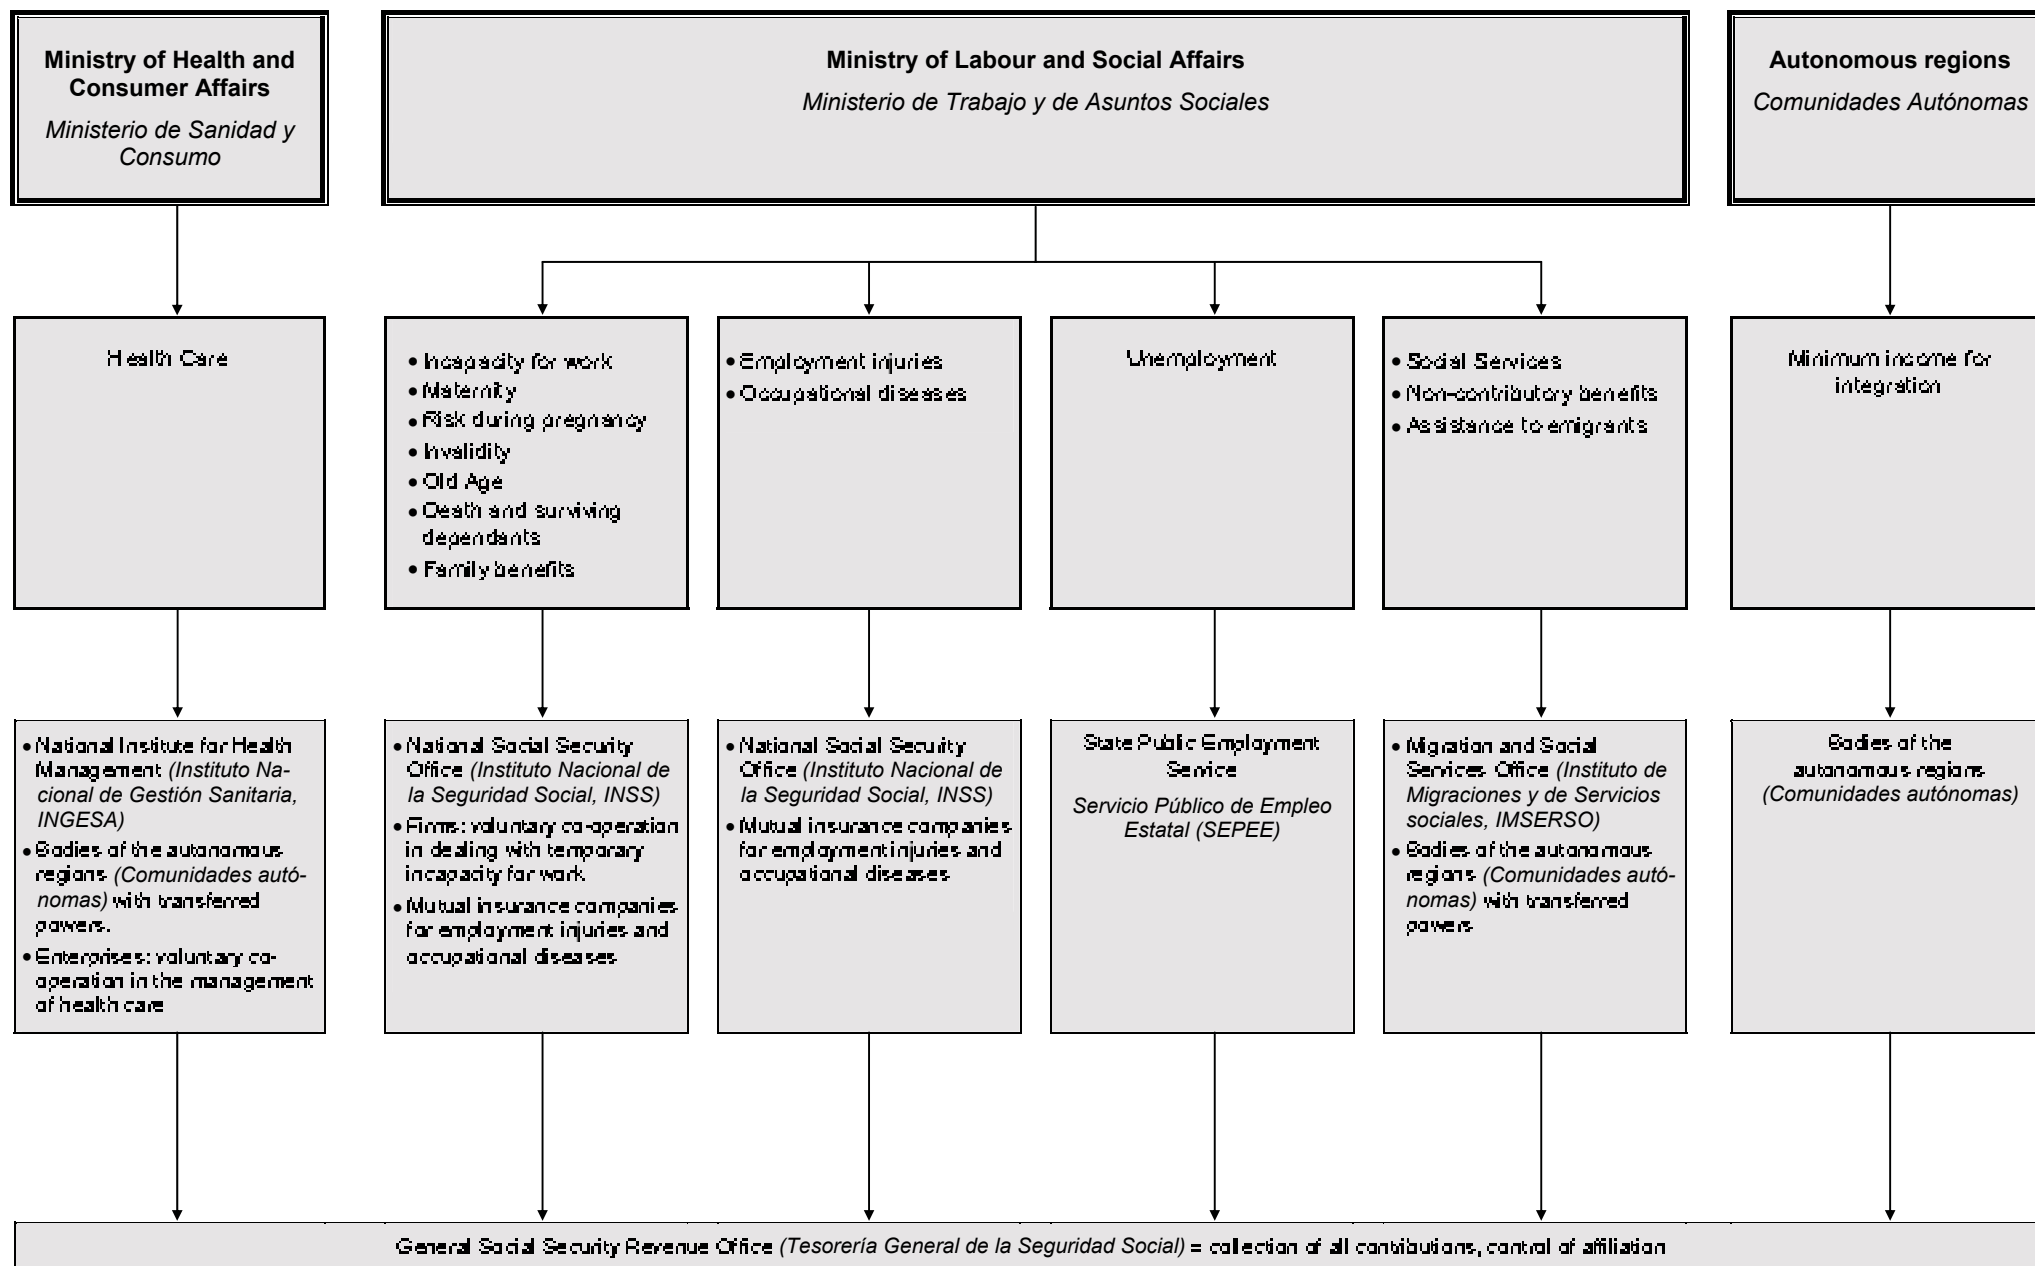 Ministry of Health and
Consumer Affairs
Ministerio de Sanidad y
Consumo
Ministry of Labour and Social Affairs
Ministerio de Trabajo y de Asuntos Sociales
Autonomous regions
Comunidades Autónomas
Health Care
• Incapacity for work
• Maternity
• Risk during pregnancy
• Invalidity
• Old Age
• Death and surviving
dependants
• Family benefits
• Employment injuries
• Occupational diseases
Unemployment
• Social Services
• Non-contributory benefits
• Assistance to emigrants
Minimum income for
integration
• National Institute for Health
Management (Instituto Na-
cional de Gestión Sanitaria,
INGESA)
• Bodies of the autonomous
regions (Comunidades autó-
nomas) with transferred
powers.
• Enterprises: voluntary co-
operation in the management
of health care
• National Social Security
Office (Instituto Nacional de
la Seguridad Social, INSS)
• Firms: voluntary co-operation
in dealing with temporary
incapacity for work
• Mutual insurance companies
for employment injuries and
occupational diseases
• National Social Security
Office (Instituto Nacional de
la Seguridad Social, INSS)
• Mutual insurance companies
for employment injuries and
occupational diseases
State Public Employment
Service
Servicio Público de Empleo
Estatal (SEPEE)
• Migration and Social
Services Office (Instituto de
Migraciones y de Servicios
sociales, IMSERSO)
• Bodies of the autonomous
regions (Comunidades autó-
nomas) with transferred
powers
Bodies of the
autonomous regions
(Comunidades autónomas)
General Social Security Revenue Office (Tesorería General de la Seguridad Social) = collection of all contributions, control of affiliation